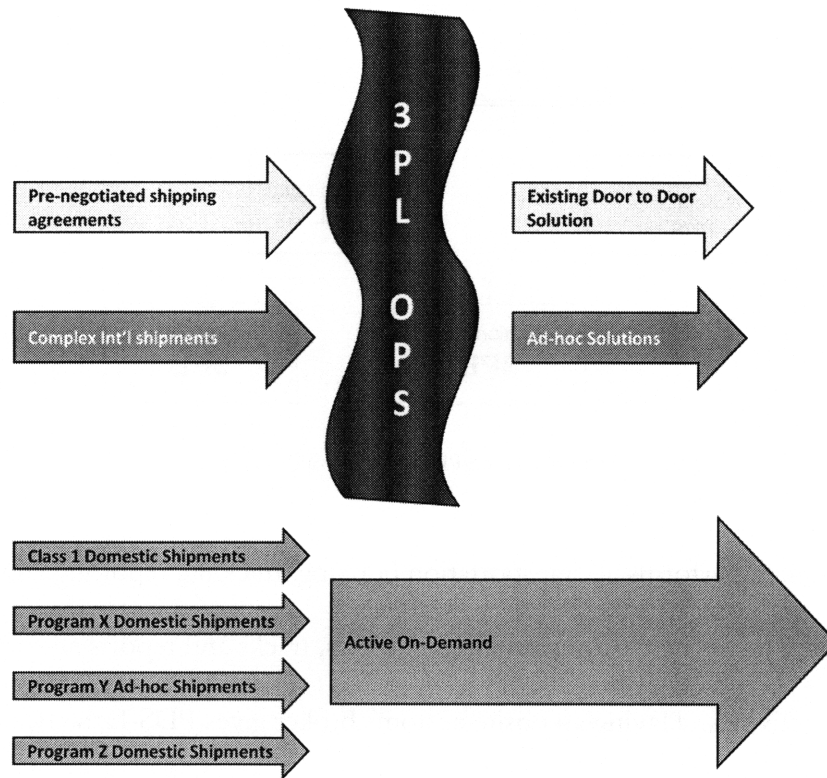 3
P
L
O
P
S
Pre-negotiated shipping
agreements
Existing Door to Door
Solution
Complex Int'l shipments
Ad-hoc Solutions
Class 1 Domestic Shipments
Program X Domestic Shipments
Active On-Demand
Program Y Ad-hoc Shipments
Program Z Domestic Shipments